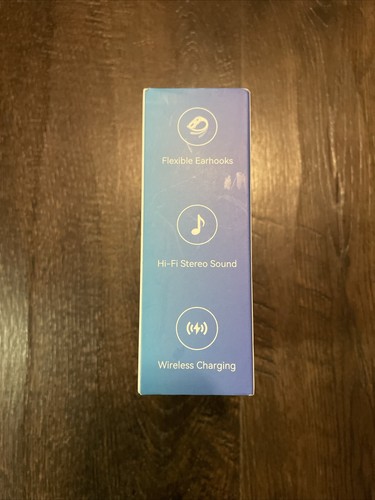 Flexible Earhooks
Hi-Fi Stereo Sound
Wireless Charging